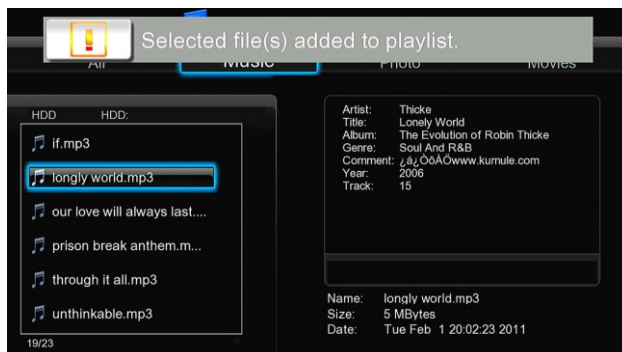 Selected file(s) added to playlist.
All Music Photo Movies
HDD HDD:
if.mp3
longly world.mp3
our love will always last....
prison break anthem.m...
through it all.mp3
unthinkable.mp3
19/23
Artist: Thicke
Title: Lonely World
Album: The Evolution of Robin Thicke
Genre: Soul And R&B
Comment: ¿á¿ÒôÀÖwww.kumule.com
Year: 2006
Track: 15
Name: longly world.mp3
Size: 5 MBytes
Date: Tue Feb 1 20:02:23 2011